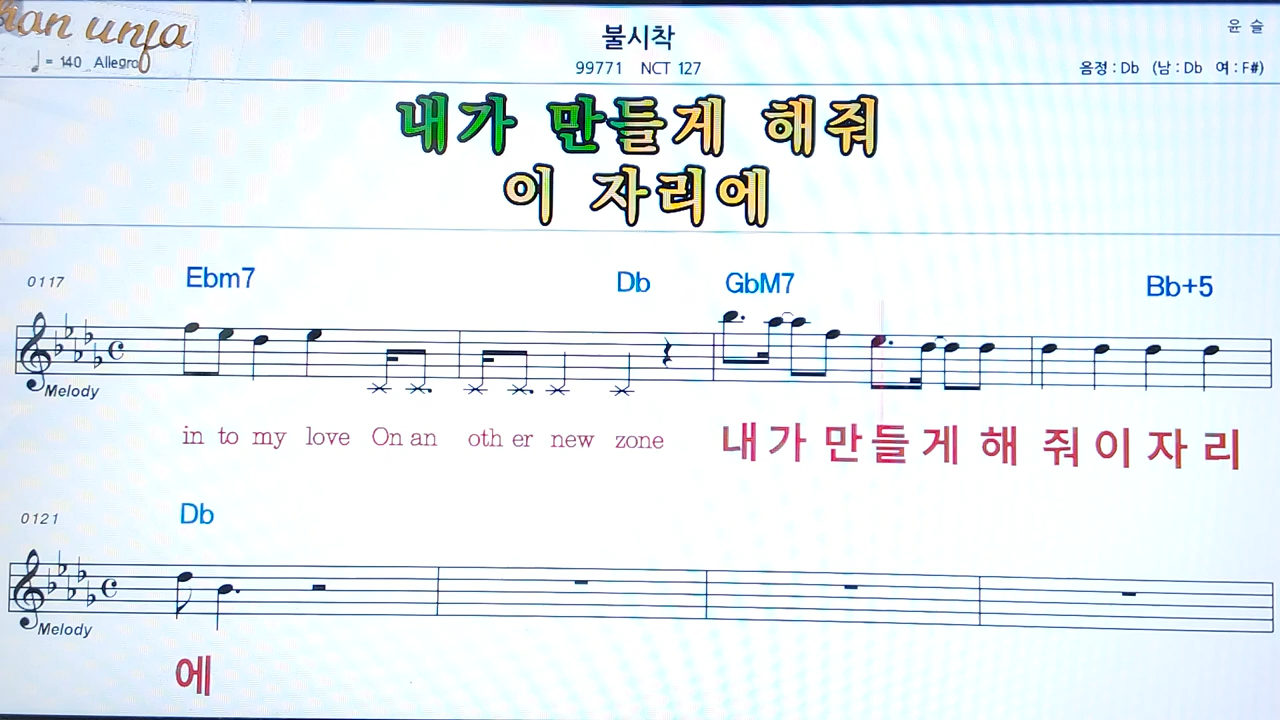 불시착
윤 슬
♩= 140 Allegro
99771 NCT 127
음정 : Db (남 : Db 여 : F#)
내가 만들게 해줘
이 자리에
0117
Ebm7 Db GbM7 Bb+5
Melody
in to my love On an oth er new zone 내 가 만 들 게 해 줘 이 자 리
0121
Db
Melody
에